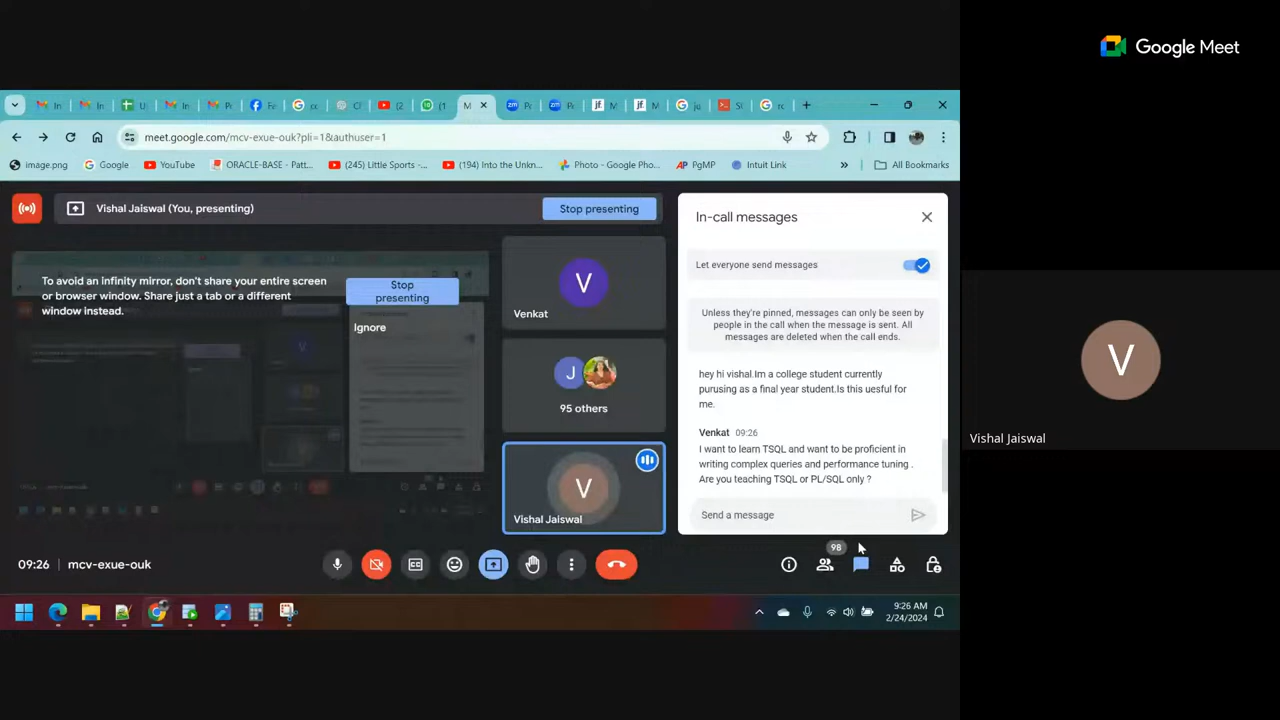 Google Meet
meet.google.com/mcv-exue-ouk?pli=1&authuser=1
image.png
Google
YouTube
ORACLE-BASE - Patt...
(245) Little Sports -...
(194) Into the Unkn...
Photo - Google Pho...
PgMP
Intuit Link
»
All Bookmarks
Vishal Jaiswal (You, presenting)
Stop presenting
In-call messages
Let everyone send messages
To avoid an infinity mirror, don't share your entire screen
or browser window. Share just a tab or a different
window instead.
Stop
presenting
Ignore
V
Venkat
J
95 others
V
Vishal Jaiswal
Unless they're pinned, messages can only be seen by
people in the call when the message is sent. All
messages are deleted when the call ends.
hey hi vishal.Im a college student currently
purusing as a final year student.Is this uesful for
me.
Venkat 09:26
I want to learn TSQL and want to be proficient in
writing complex queries and performance tuning .
Are you teaching TSQL or PL/SQL only ?
Send a message
V
Vishal Jaiswal
09:26 | mcv-exue-ouk
98
9:26 AM
2/24/2024